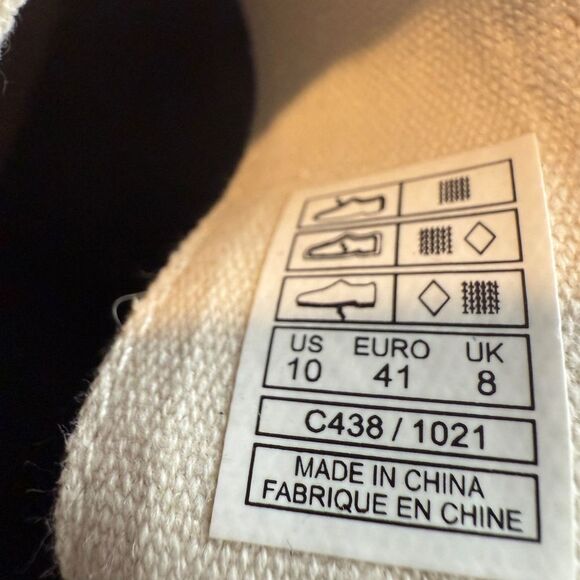 US EURO UK
10 41 8
C438 / 1021
MADE IN CHINA
FABRIQUE EN CHINE